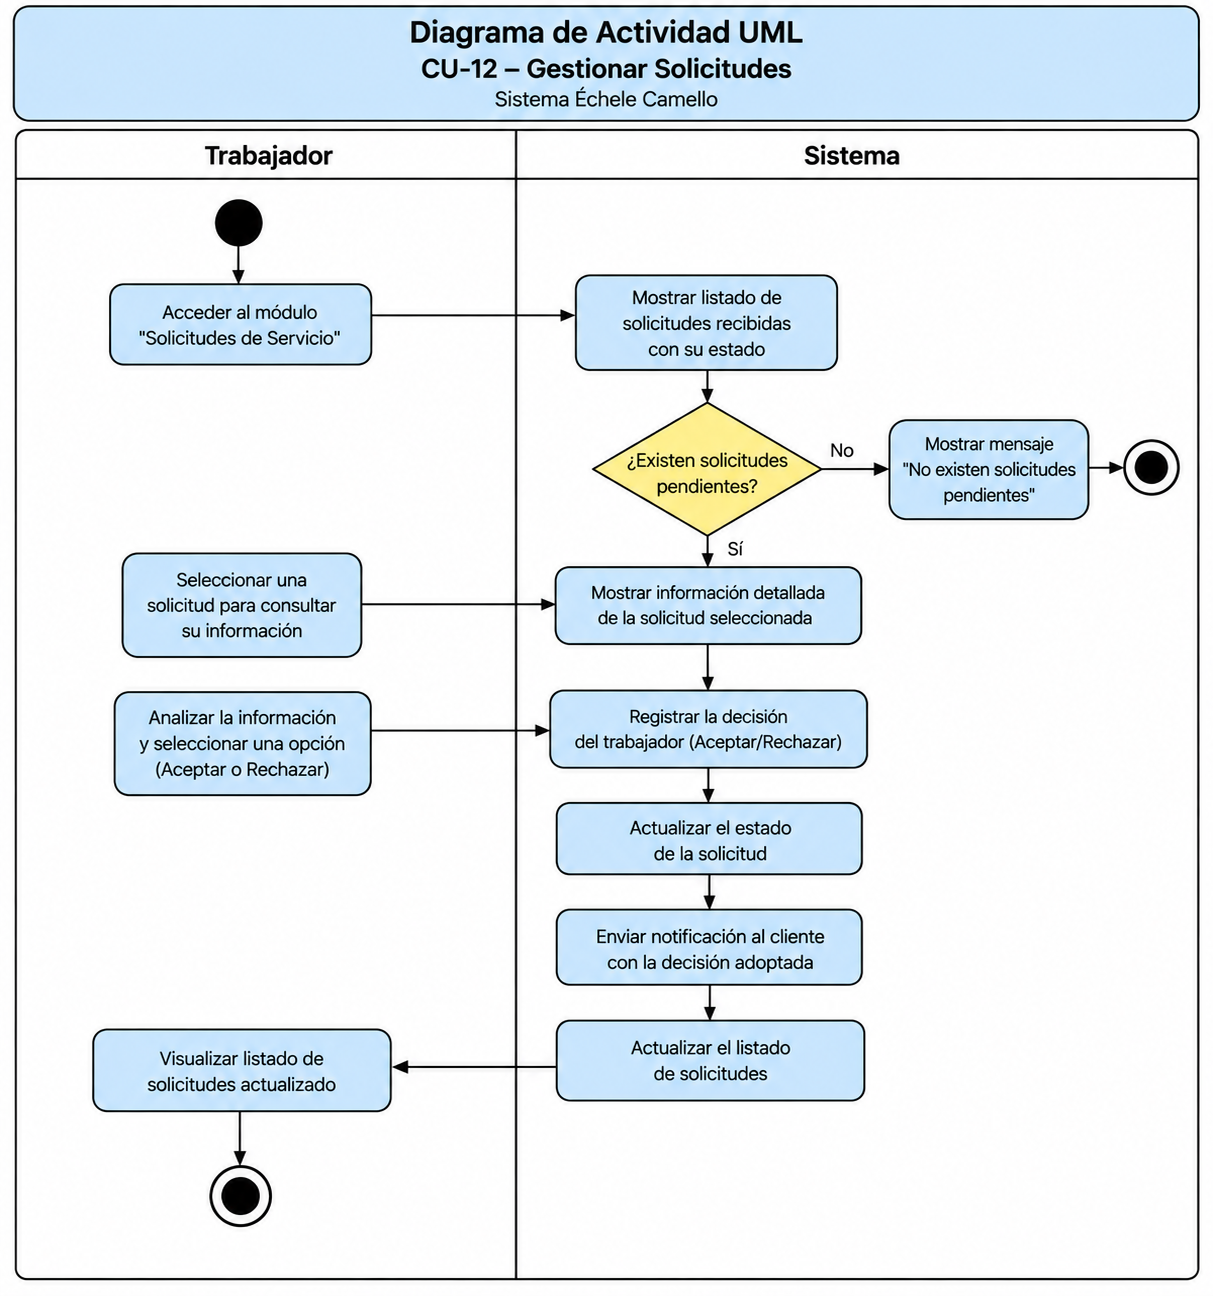 Diagrama de Actividad UML
CU-12 – Gestionar Solicitudes
Sistema Échele Camello
Trabajador
Sistema
Acceder al módulo
"Solicitudes de Servicio"
Mostrar listado de
solicitudes recibidas
con su estado
¿Existen solicitudes
pendientes?
No
Mostrar mensaje
"No existen solicitudes
pendientes"
Sí
Seleccionar una
solicitud para consultar
su información
Mostrar información detallada
de la solicitud seleccionada
Analizar la información
y seleccionar una opción
(Aceptar o Rechazar)
Registrar la decisión
del trabajador (Aceptar/Rechazar)
Actualizar el estado
de la solicitud
Enviar notificación al cliente
con la decisión adoptada
Visualizar listado de
solicitudes actualizado
Actualizar el listado
de solicitudes